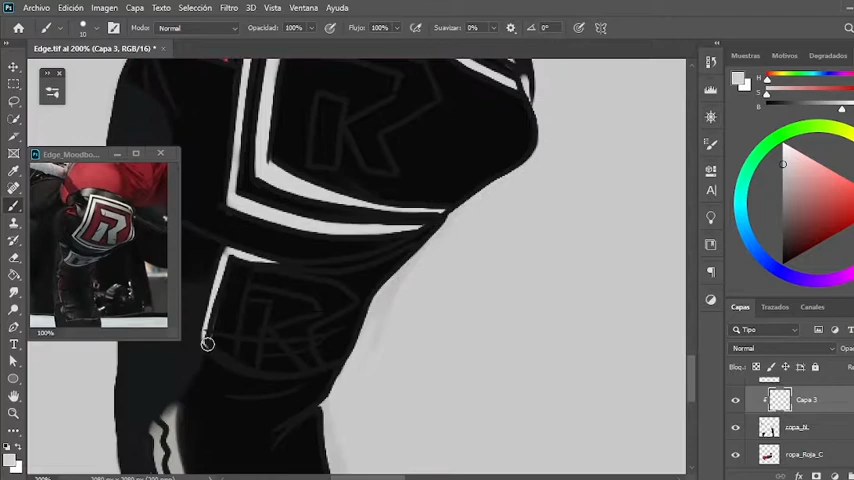 Archivo Edición Imagen Capa Texto Selección Filtro 3D Vista Ventana Ayuda
10 Modo: Normal Opacidad: 100% Flujo: 100% Suavizar: 0% 0°
Edge.tif al 200% (Capa 3, RGB/16) *
Edge_Moodbo...
R
100%
R
R
Muestras Motivos Degradados
H
S
B
Capas Trazados Canales
Tipo
Normal
Bloq.:
Capa 3
ropa_Roja_C